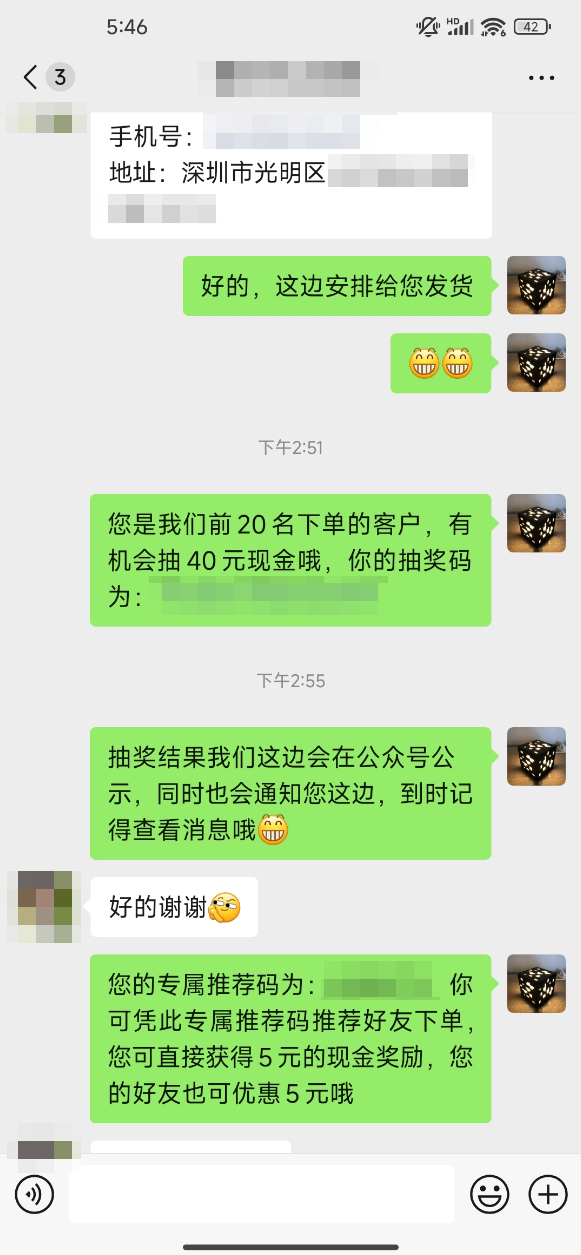 5:46
HD
6
42
3
手机号：
地址：深圳市光明区
好的，这边安排给您发货
下午2:51
您是我们前20名下单的客户，有
机会抽40元现金哦，你的抽奖码
为：
下午2:55
抽奖结果我们这边会在公众号公
示，同时也会通知您这边，到时记
得查看消息哦😁
好的谢谢
您的专属推荐码为： 你
可凭此专属推荐码推荐好友下单，
您可直接获得5元的现金奖励，您
的好友也可优惠5元哦